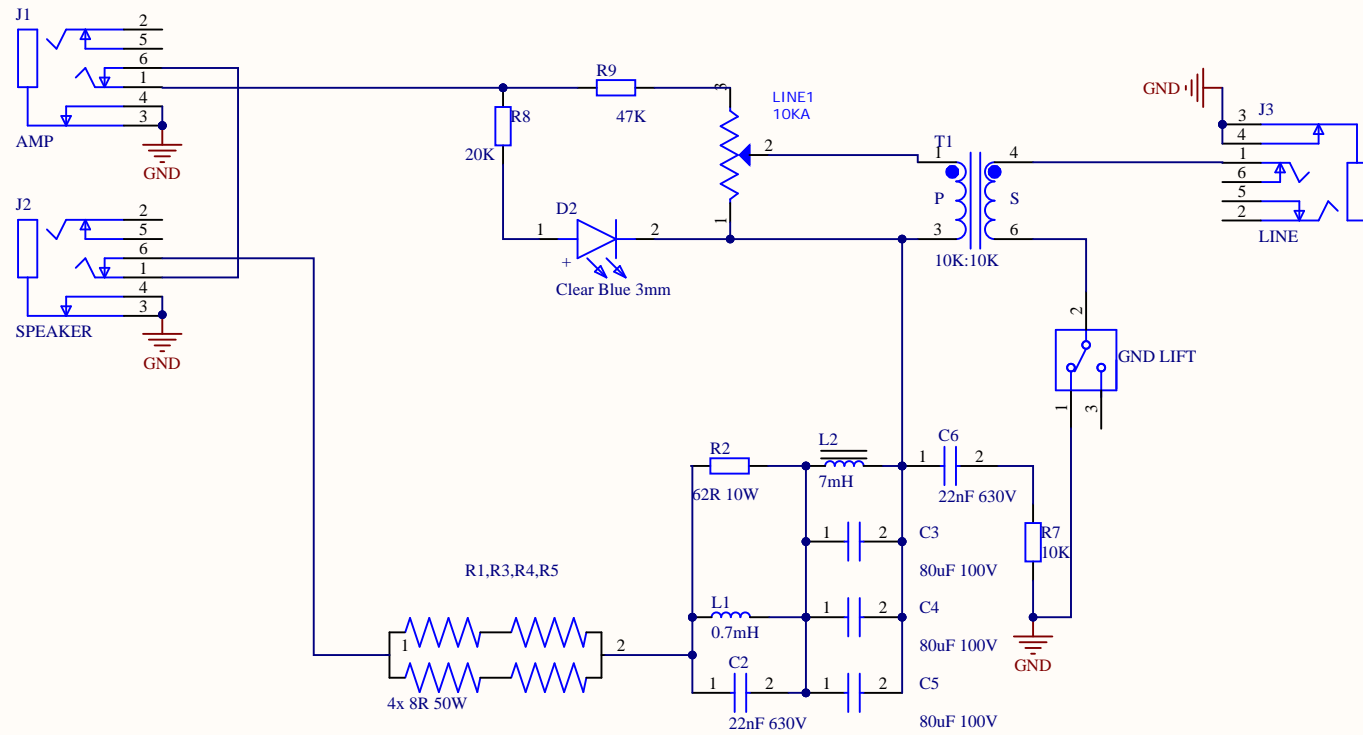 J1
2
5
6
1
4
3
AMP
GND
J2
2
5
6
1
4
3
SPEAKER
GND
R9
47K
R8
20K
3
LINE1
10KA
2
1
D2
1
2
+
Clear Blue 3mm
T1
1
4
P
S
3
6
10K:10K
GND
J3
3
4
1
6
5
2
LINE
2
GND LIFT
1
3
R2
62R 10W
L2
7mH
C6
1
2
22nF 630V
R7
10K
GND
1
2
C3
80uF 100V
L1
0.7mH
1
2
C4
80uF 100V
C2
1
2
22nF 630V
1
2
C5
80uF 100V
R1,R3,R4,R5
1
2
4x 8R 50W